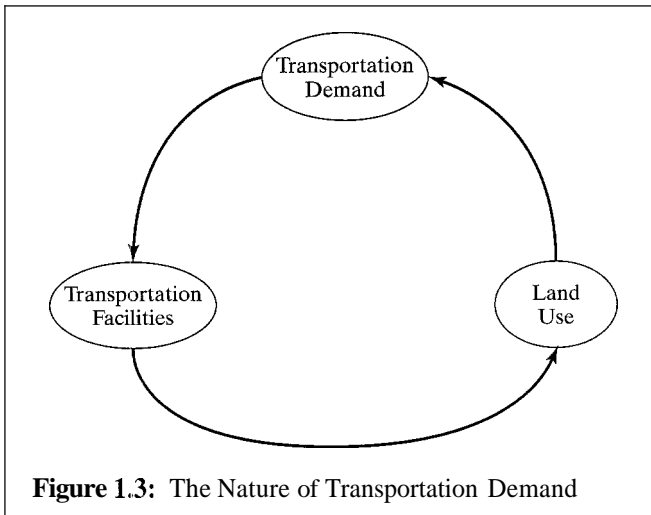 Transportation
Demand
Transportation
Facilities
Land
Use
Figure 1.3: The Nature of Transportation Demand